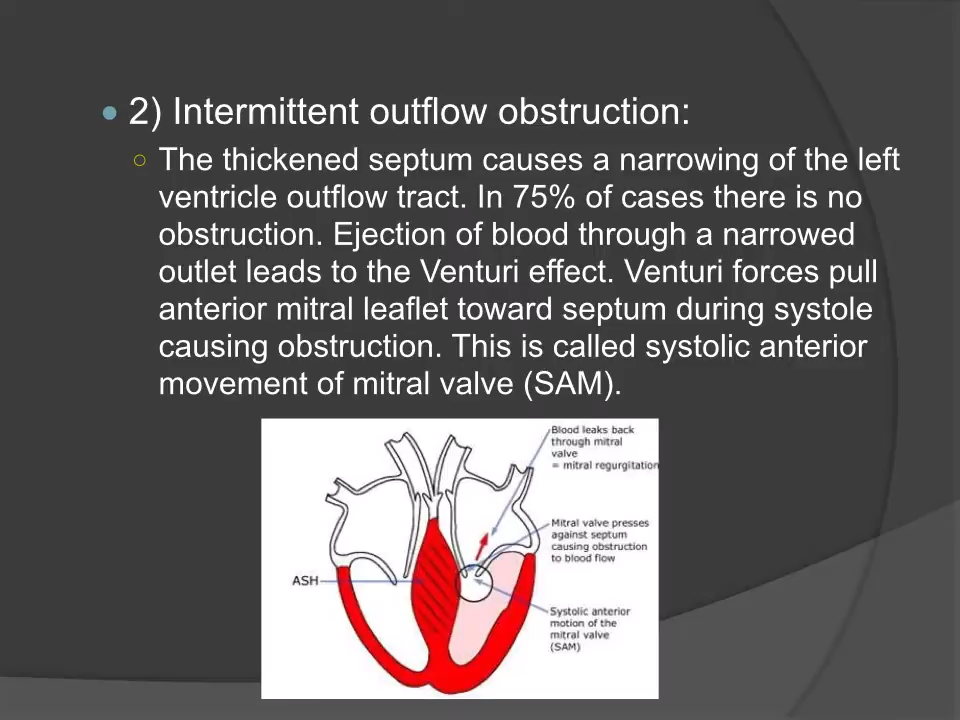 2) Intermittent outflow obstruction:
The thickened septum causes a narrowing of the left
ventricle outflow tract. In 75% of cases there is no
obstruction. Ejection of blood through a narrowed
outlet leads to the Venturi effect. Venturi forces pull
anterior mitral leaflet toward septum during systole
causing obstruction. This is called systolic anterior
movement of mitral valve (SAM).
Blood leaks back
through mitral
valve
= mitral regurgitation
Mitral valve presses
against septum
causing obstruction
to blood flow
ASH
Systolic anterior
motion of the
mitral valve
(SAM)